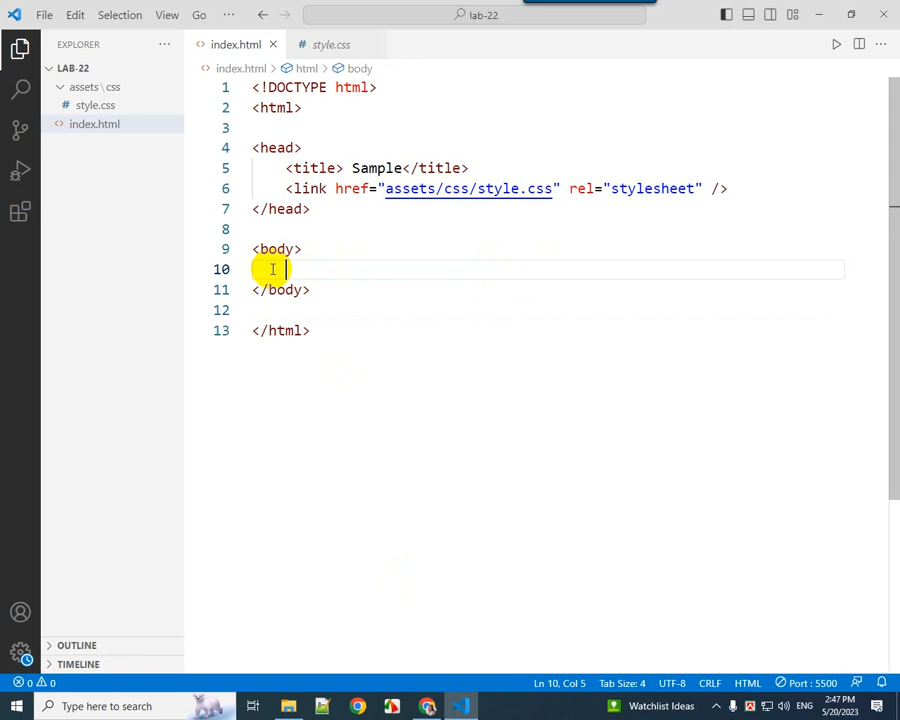 File Edit Selection View Go ··· lab-22
EXPLORER ···
index.html
# style.css
LAB-22
index.html > html > body
assets \ css
# style.css
<> index.html
1 <!DOCTYPE html>
2 <html>
3
4 <head>
5 <title> Sample</title>
6 <link href="assets/css/style.css" rel="stylesheet" />
7 </head>
8
9 <body>
10
11 </body>
12
13 </html>
OUTLINE
TIMELINE
0 0 Ln 10, Col 5 Tab Size: 4 UTF-8 CRLF HTML Port : 5500
Type here to search
Watchlist Ideas
ENG
2:47 PM
5/20/2023